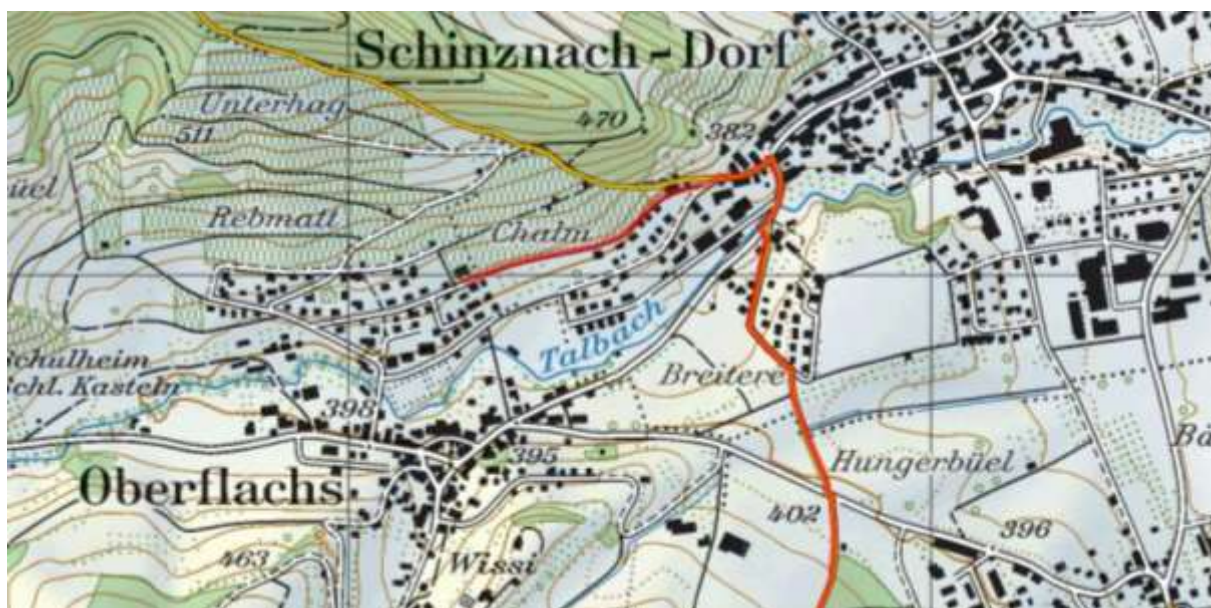 Schinznach-Dorf
Unterhag
511
470
382
üel
Rebmatt
Chalm
Talbach
Schulheim
Schl. Kasteln
Breitere
398
395
Hungerbüel
Oberflachs
402
396
463
Wissi